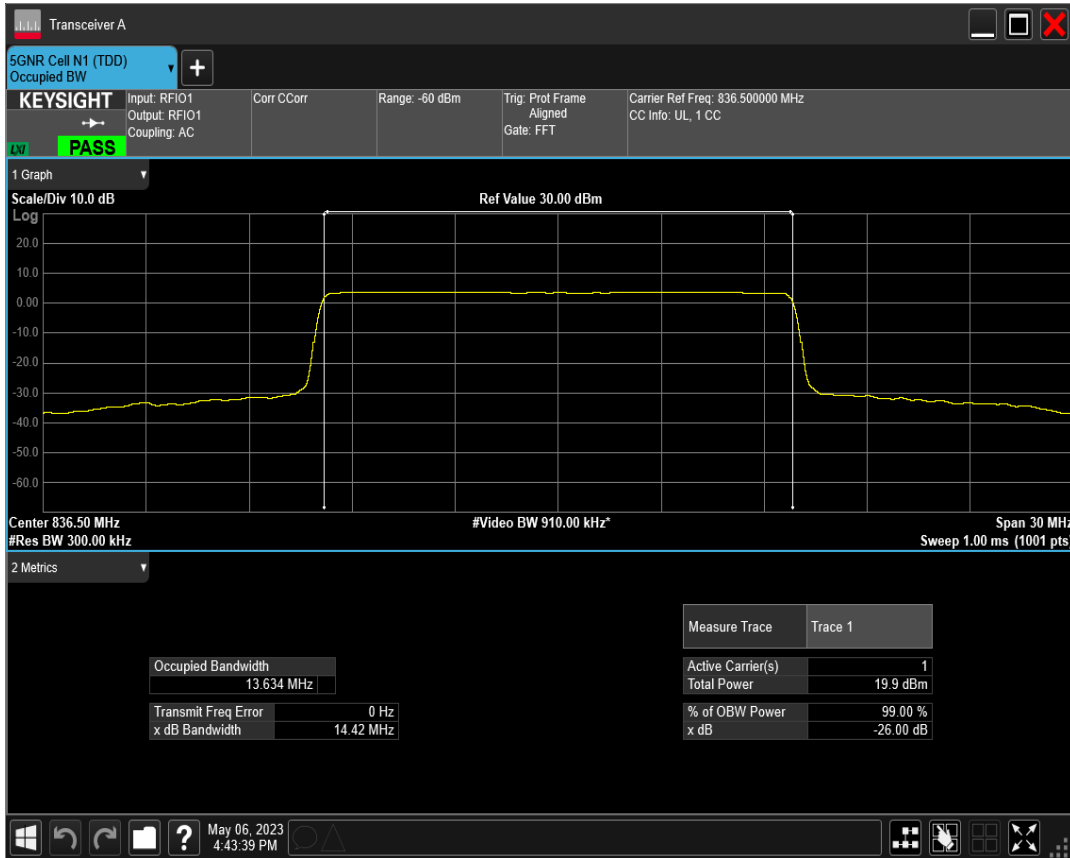 Transceiver A
5GNR Cell N1 (TDD)
Occupied BW
+
KEYSIGHT
LXI
PASS
Input: RFIO1
Output: RFIO1
Coupling: AC
Corr CCorr
Range: -60 dBm
Trig: Prot Frame
Aligned
Gate: FFT
Carrier Ref Freq: 836.500000 MHz
CC Info: UL, 1 CC
1 Graph
Scale/Div 10.0 dB
Ref Value 30.00 dBm
Log
20.0
10.0
0.00
-10.0
-20.0
-30.0
-40.0
-50.0
-60.0
Center 836.50 MHz
#Video BW 910.00 kHz*
Span 30 MHz
#Res BW 300.00 kHz
Sweep 1.00 ms (1001 pts)
2 Metrics
Measure Trace Trace 1
Occupied Bandwidth
13.634 MHz
Active Carrier(s) 1
Total Power 19.9 dBm
Transmit Freq Error 0 Hz
x dB Bandwidth 14.42 MHz
% of OBW Power 99.00 %
x dB -26.00 dB
?
May 06, 2023
4:43:39 PM